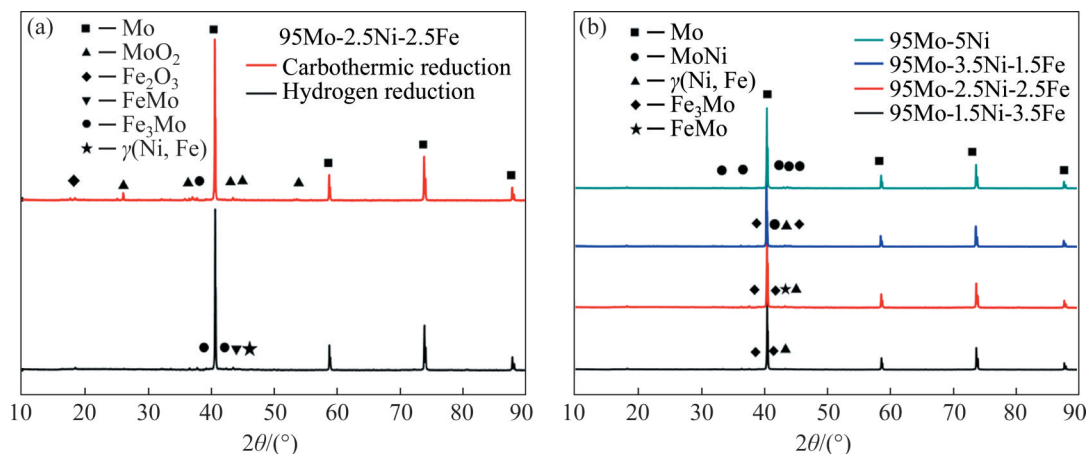 (a)
■ — Mo
▲ — MoO₂
◆ — Fe₂O₃
▼ — FeMo
● — Fe₃Mo
★ — γ(Ni, Fe)
95Mo-2.5Ni-2.5Fe
Carbothermic reduction
Hydrogen reduction
10 20 30 40 50 60 70 80 90
2θ/(°)
(b)
■ — Mo
● — MoNi
▲ — γ(Ni, Fe)
◆ — Fe₃Mo
★ — FeMo
95Mo-5Ni
95Mo-3.5Ni-1.5Fe
95Mo-2.5Ni-2.5Fe
95Mo-1.5Ni-3.5Fe
10 20 30 40 50 60 70 80 90
2θ/(°)